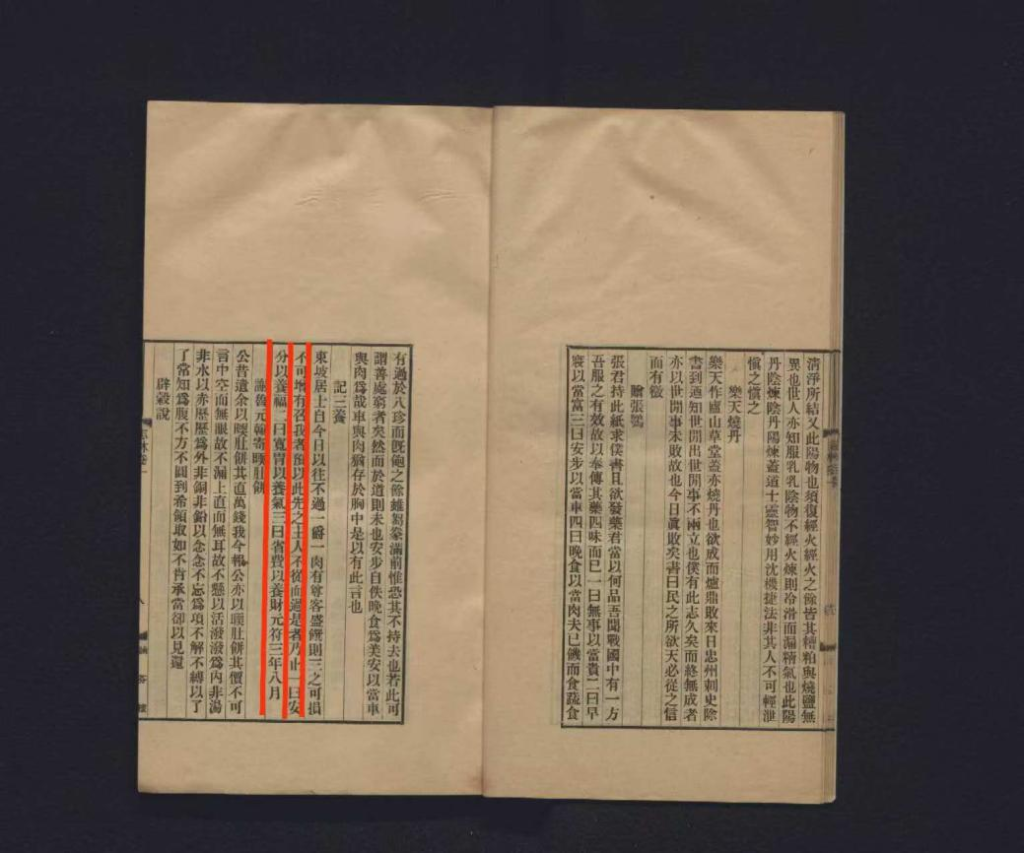 清淨所結又此陽物也須復經火經火之餘皆其糟粕與燒鹽無
異也世人亦知服乳乳陰物不經火煉則冷滑而漏精氣也此陽
丹陰煉陰丹陽煉蓋道士靈智妙用沈機捷法非其人不可輕泄
慎之慎之
樂天燒丹
樂天作廬山草堂蓋亦燒丹也欲成而爐鼎敗來日忠州刺史除
書到迺知世間出世間事不兩立也僕有此志久矣而終無成者
亦以世間事未敗故也今日真敗矣書曰民之所欲天必從之信
而有徵
贈張鶚
張君持此紙求僕書且欲發藥君當以何品吾聞戰國中有一方
吾服之有效故以奉傳其藥四味而已一曰無事以當貴二曰早
寢以當富三曰安步以當車四曰晚食以當肉夫已饑而食蔬食
有過於八珍而既飽之餘雖芻豢滿前惟恐其不持去也若此可
謂善處窮者矣然而於道則未也安步自佚晚食為美安以當車
與肉為哉車與肉猶存於胸中是以有此言也
記三養
東坡居士自今日以往不過一爵一肉有尊客盛饌則三之可損
不可增有召我者預以此先之主人不從而過是者乃止一曰安
分以養福二曰寬胃以養氣三曰省費以養財元符三年八月
謝魯元翰寄暖肚餅
公昔遺余以暖肚餅其直萬錢我今報公亦以暖肚餅其價不可
言中空而無眼故不漏上直而無耳故不懸以活潑潑為內非湯
非水以赤歷歷為外非銅非鉛以念念不忘為項不解不縛以了
了常知為腹不方不圓到希領取如不肯承當卻以見還
辟穀說